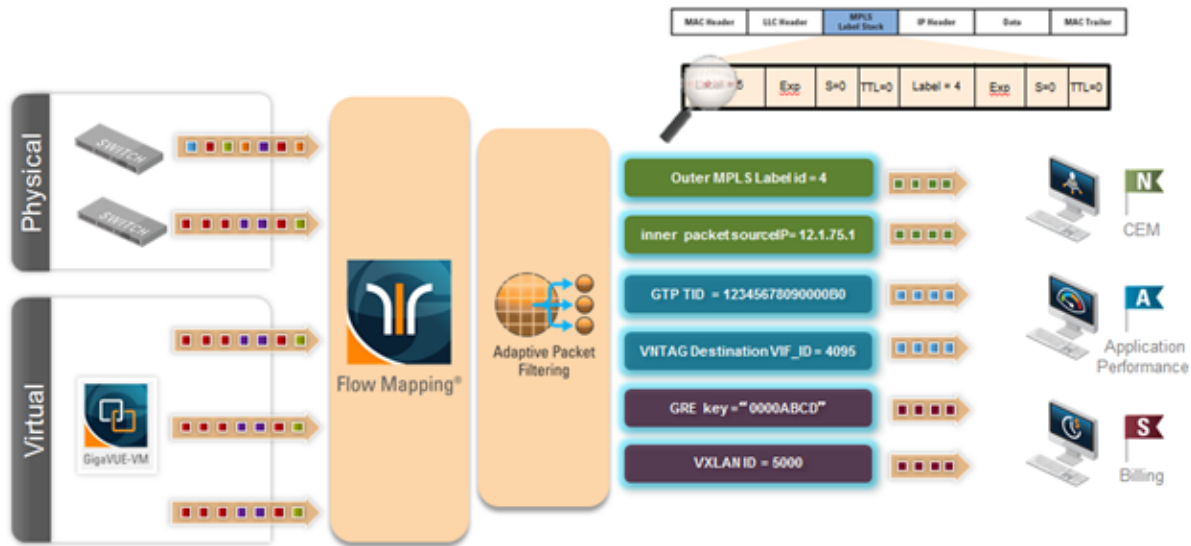 MAC Header LLC Header MPLS IP Header Data MAC Trailer
Label Stack
Label = 5 Exp S=0 TTL=0 Label = 4 Exp S=0 TTL=0
Physical
SWITCH
SWITCH
Virtual
GigaVUE-VM
Flow Mapping®
Adaptive Packet
Filtering
Outer MPLS Label id = 4
inner packet sourceIP= 12.1.75.1
GTP TID = 12345678090000B0
VNTAG Destination VIF_ID = 4095
GRE key =“0000ABCD”
VXLAN ID = 5000
N
CEM
A
Application
Performance
S
Billing